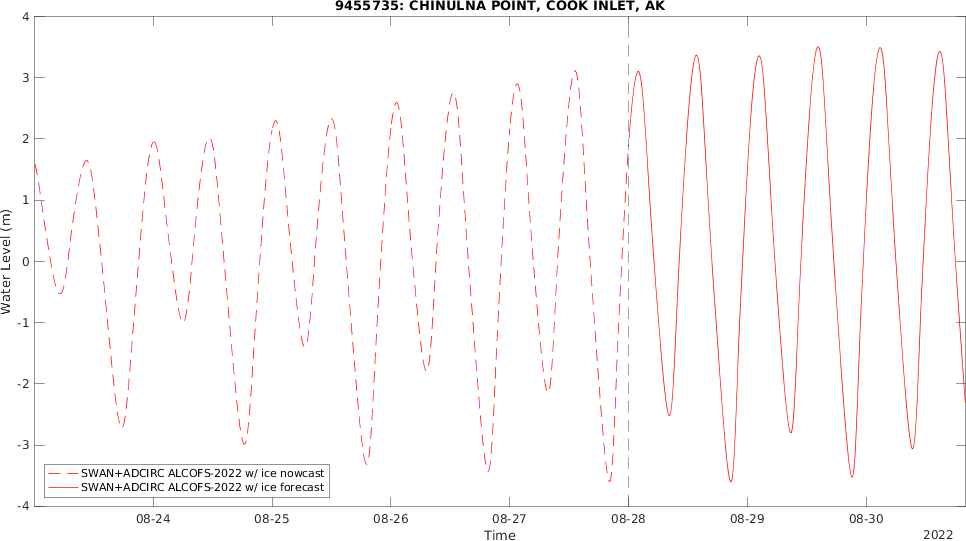 9455735: CHINULNA POINT, COOK INLET, AK
4
3
2
1
0
-1
-2
-3
-4
Water Level (m)
SWAN+ADCIRC ALCOFS-2022 w/ ice nowcast
SWAN+ADCIRC ALCOFS-2022 w/ ice forecast
08-24 08-25 08-26 08-27 08-28 08-29 08-30
Time
2022